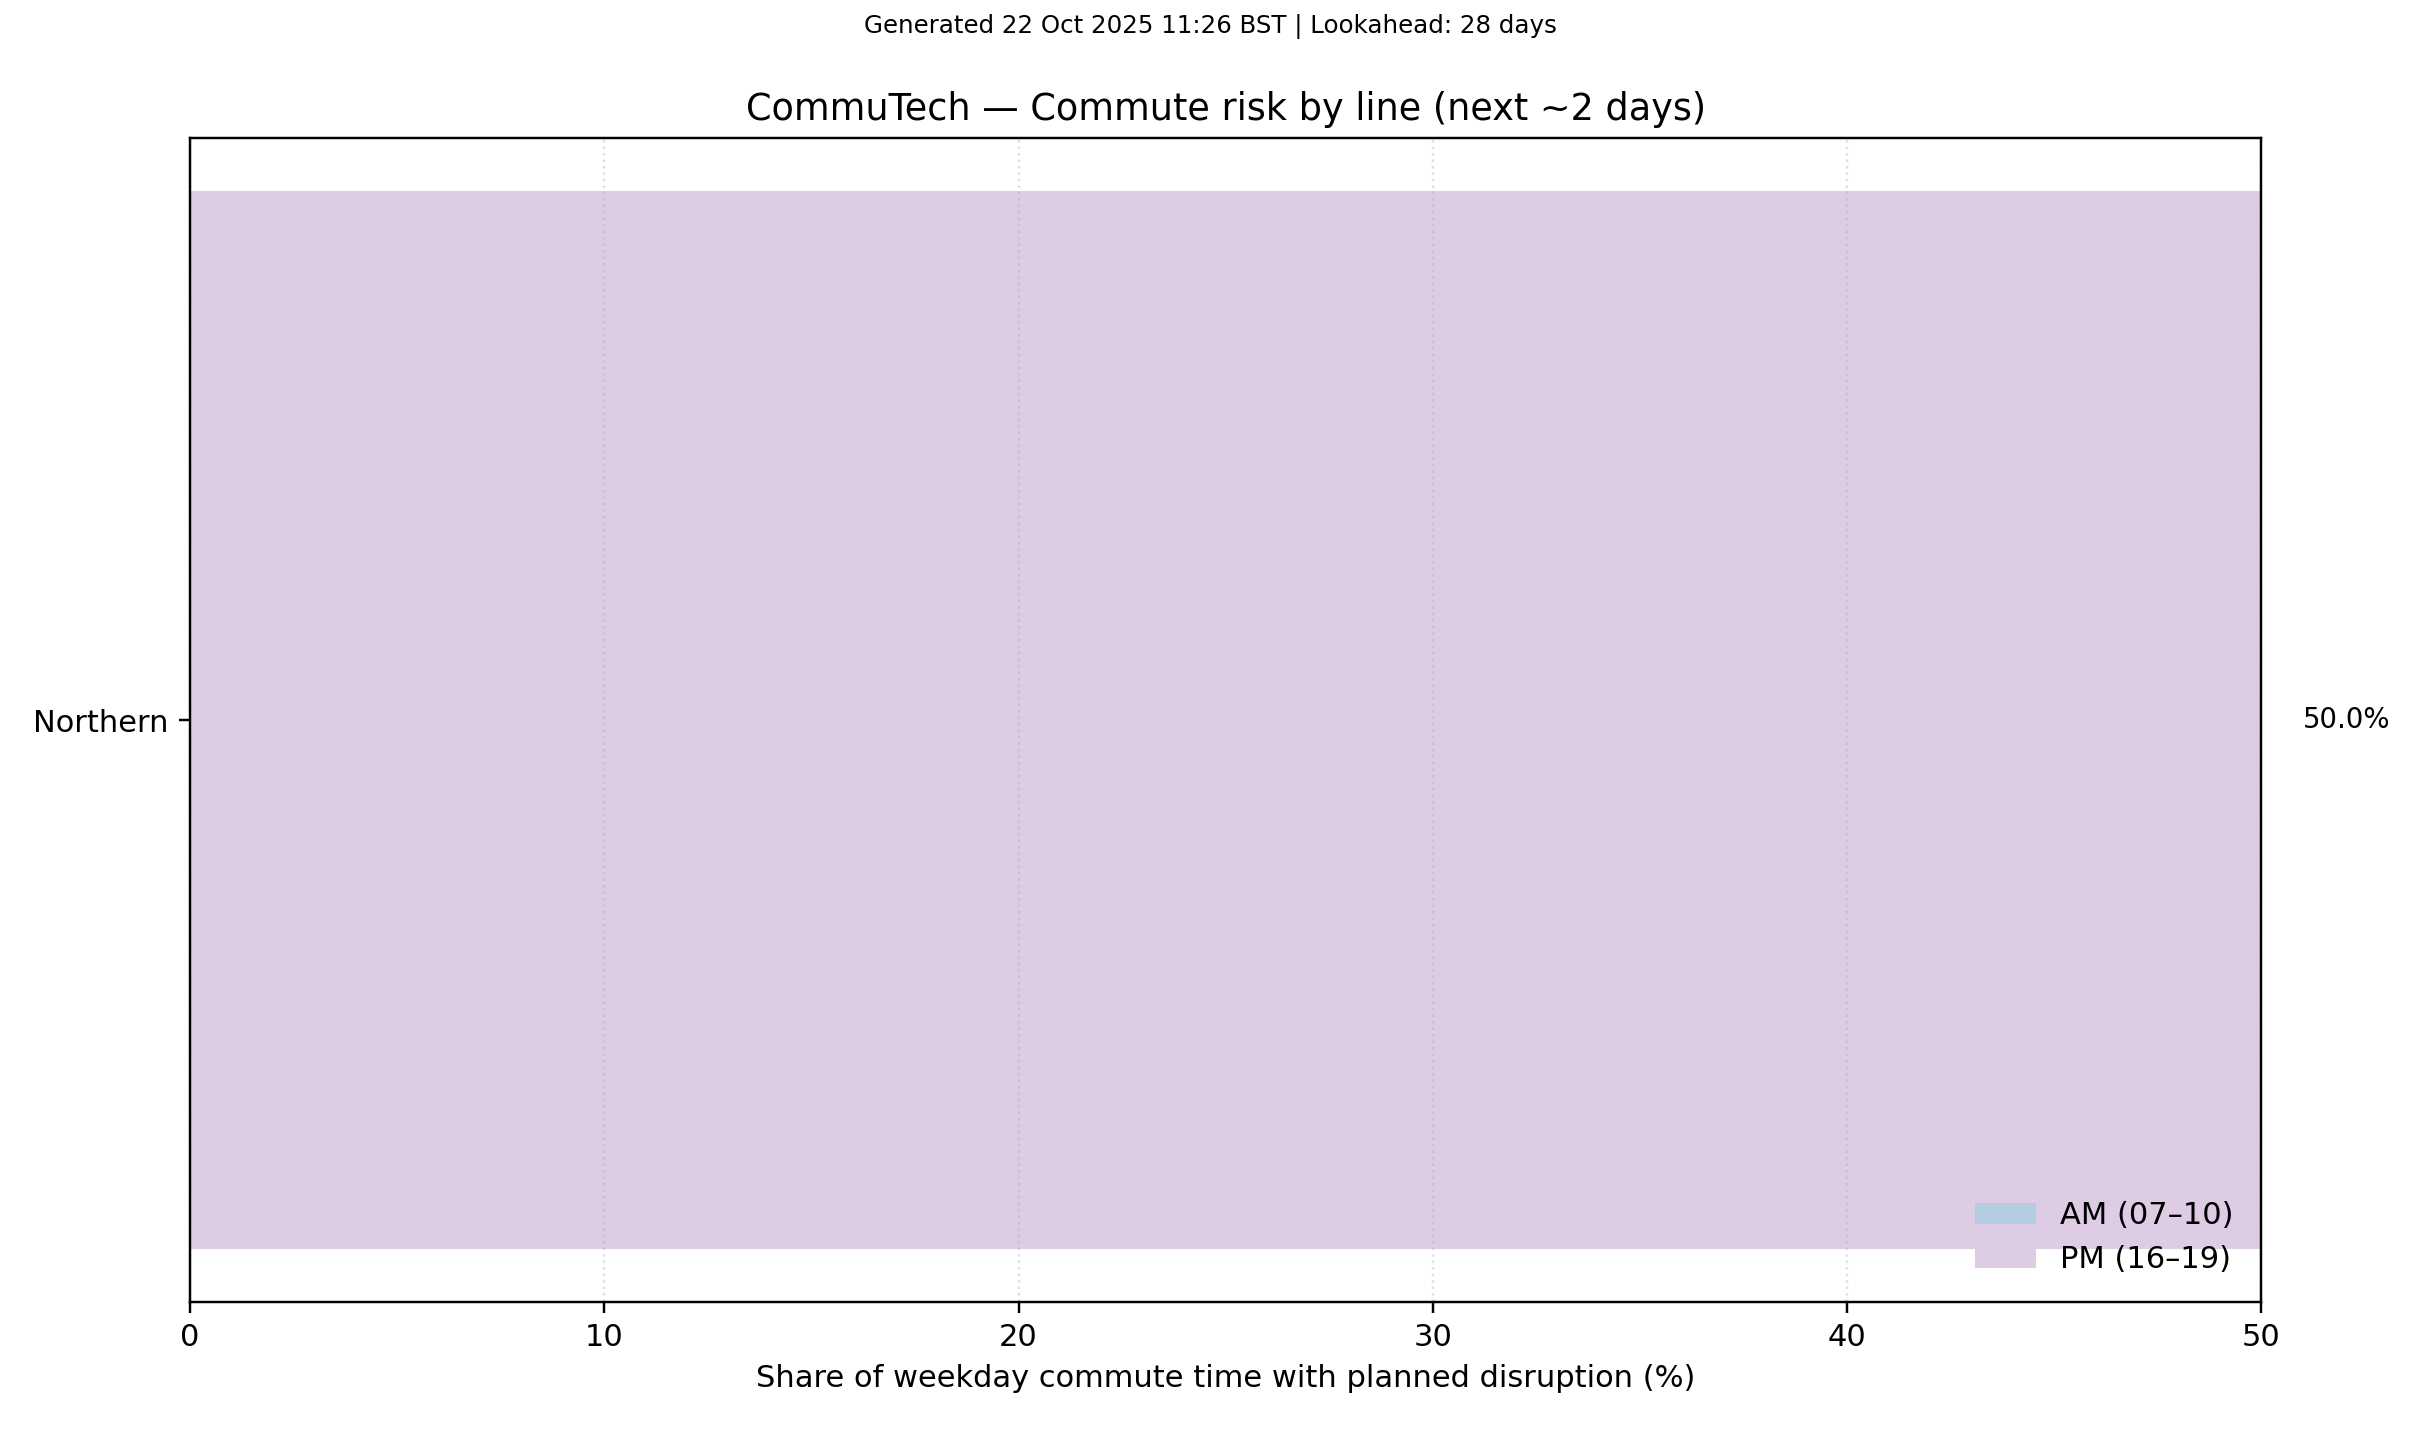 Generated 22 Oct 2025 11:26 BST | Lookahead: 28 days
CommuTech — Commute risk by line (next ~2 days)
Northern
50.0%
AM (07–10)
PM (16–19)
0 10 20 30 40 50
Share of weekday commute time with planned disruption (%)